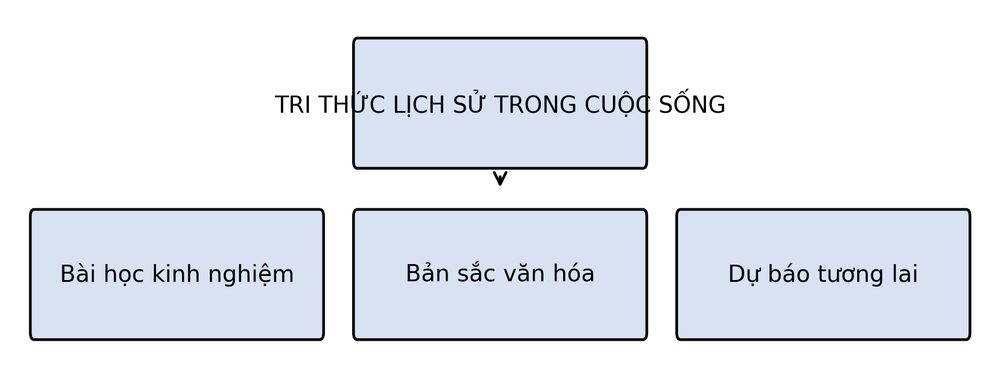 TRI THỨC LỊCH SỬ TRONG CUỘC SỐNG
Bài học kinh nghiệm
Bản sắc văn hóa
Dự báo tương lai